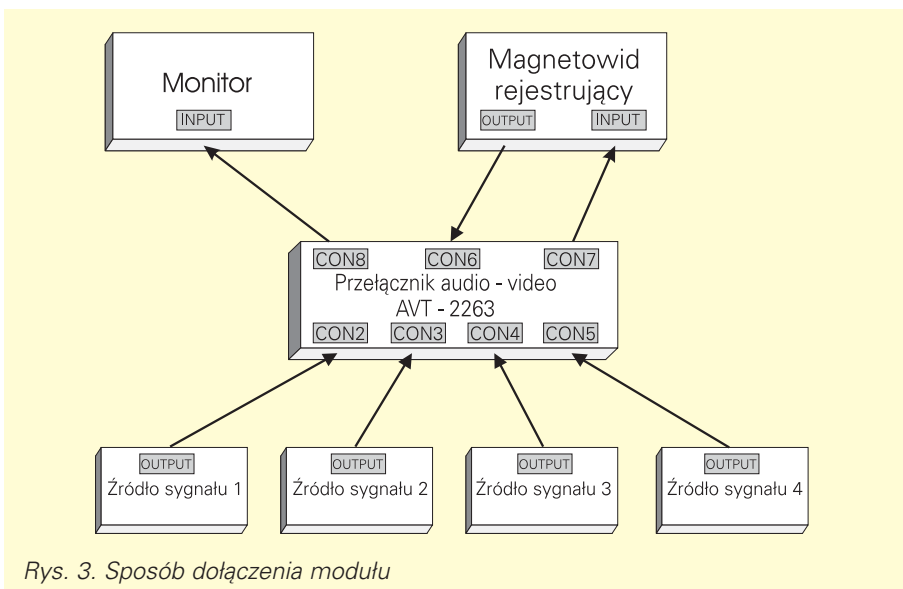 Monitor
INPUT
Magnetowid
rejestrujący
OUTPUT INPUT
CON8 CON6 CON7
Przełącznik audio - video
AVT - 2263
CON2 CON3 CON4 CON5
OUTPUT OUTPUT OUTPUT OUTPUT
Źródło sygnału 1 Źródło sygnału 2 Źródło sygnału 3 Źródło sygnału 4
Rys. 3. Sposób dołączenia modułu